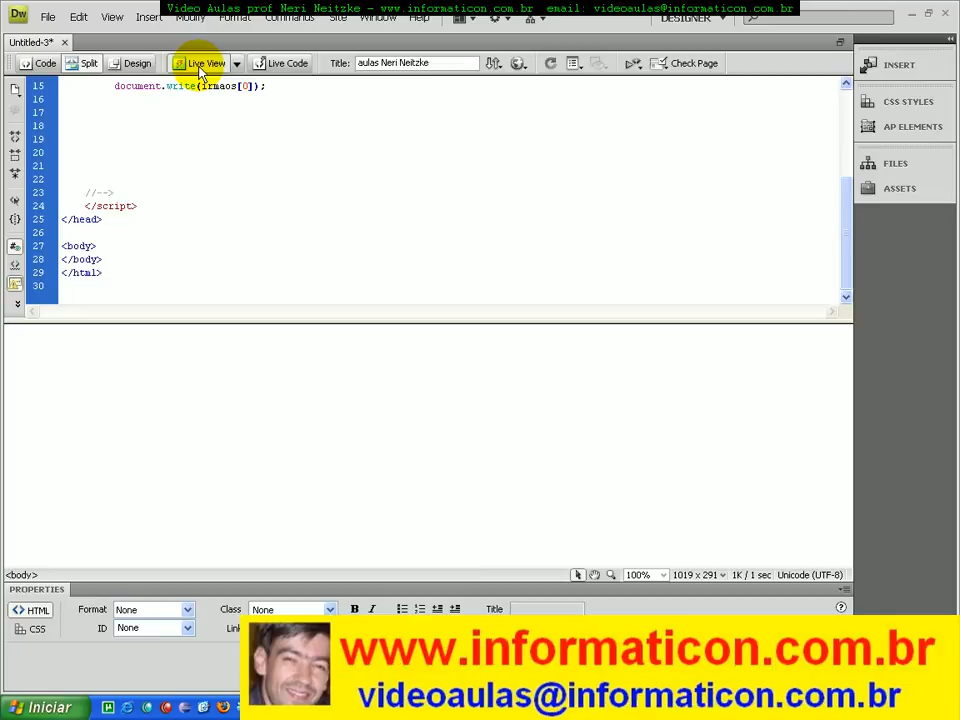 Video Aulas prof Neri Neitzke - www.informaticon.com.br  email: videoaulas@informaticon.com.br
Dw File Edit View Insert Modify Format Commands Site Window Help DESIGNER
Untitled-3*
Code Split Design Live View Live Code Title: aulas Neri Neitzke Check Page
15 document.write(irmaos[0]);
16
17
18
19
20
21
22
23 //-->
24 </script>
25 </head>
26
27 <body>
28 </body>
29 </html>
30
INSERT
CSS STYLES
AP ELEMENTS
FILES
ASSETS
<body> 100% 1019 x 291 1K / 1 sec Unicode (UTF-8)
PROPERTIES
<> HTML Format None Class None B I Title
CSS ID None Link
www.informaticon.com.br
videoaulas@informaticon.com.br
Iniciar